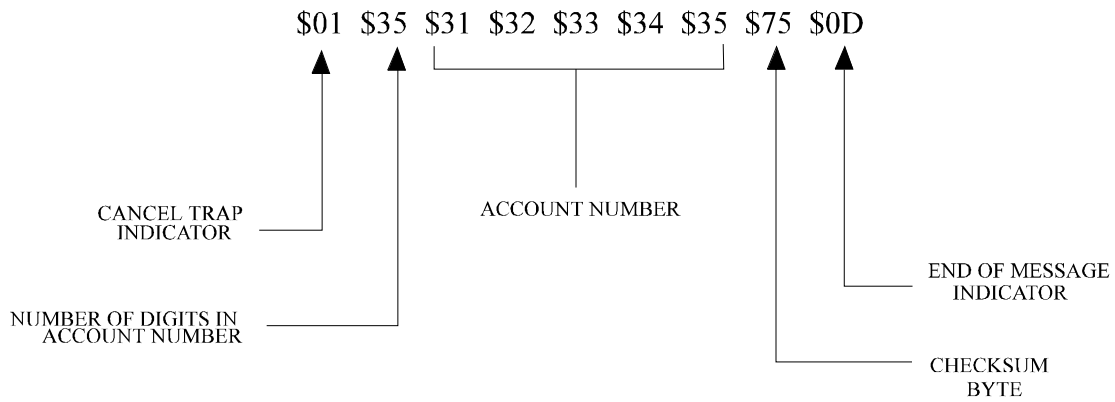 $01 $35 $31 $32 $33 $34 $35 $75 $0D
CANCEL TRAP
INDICATOR
ACCOUNT NUMBER
END OF MESSAGE
INDICATOR
NUMBER OF DIGITS IN
ACCOUNT NUMBER
CHECKSUM
BYTE